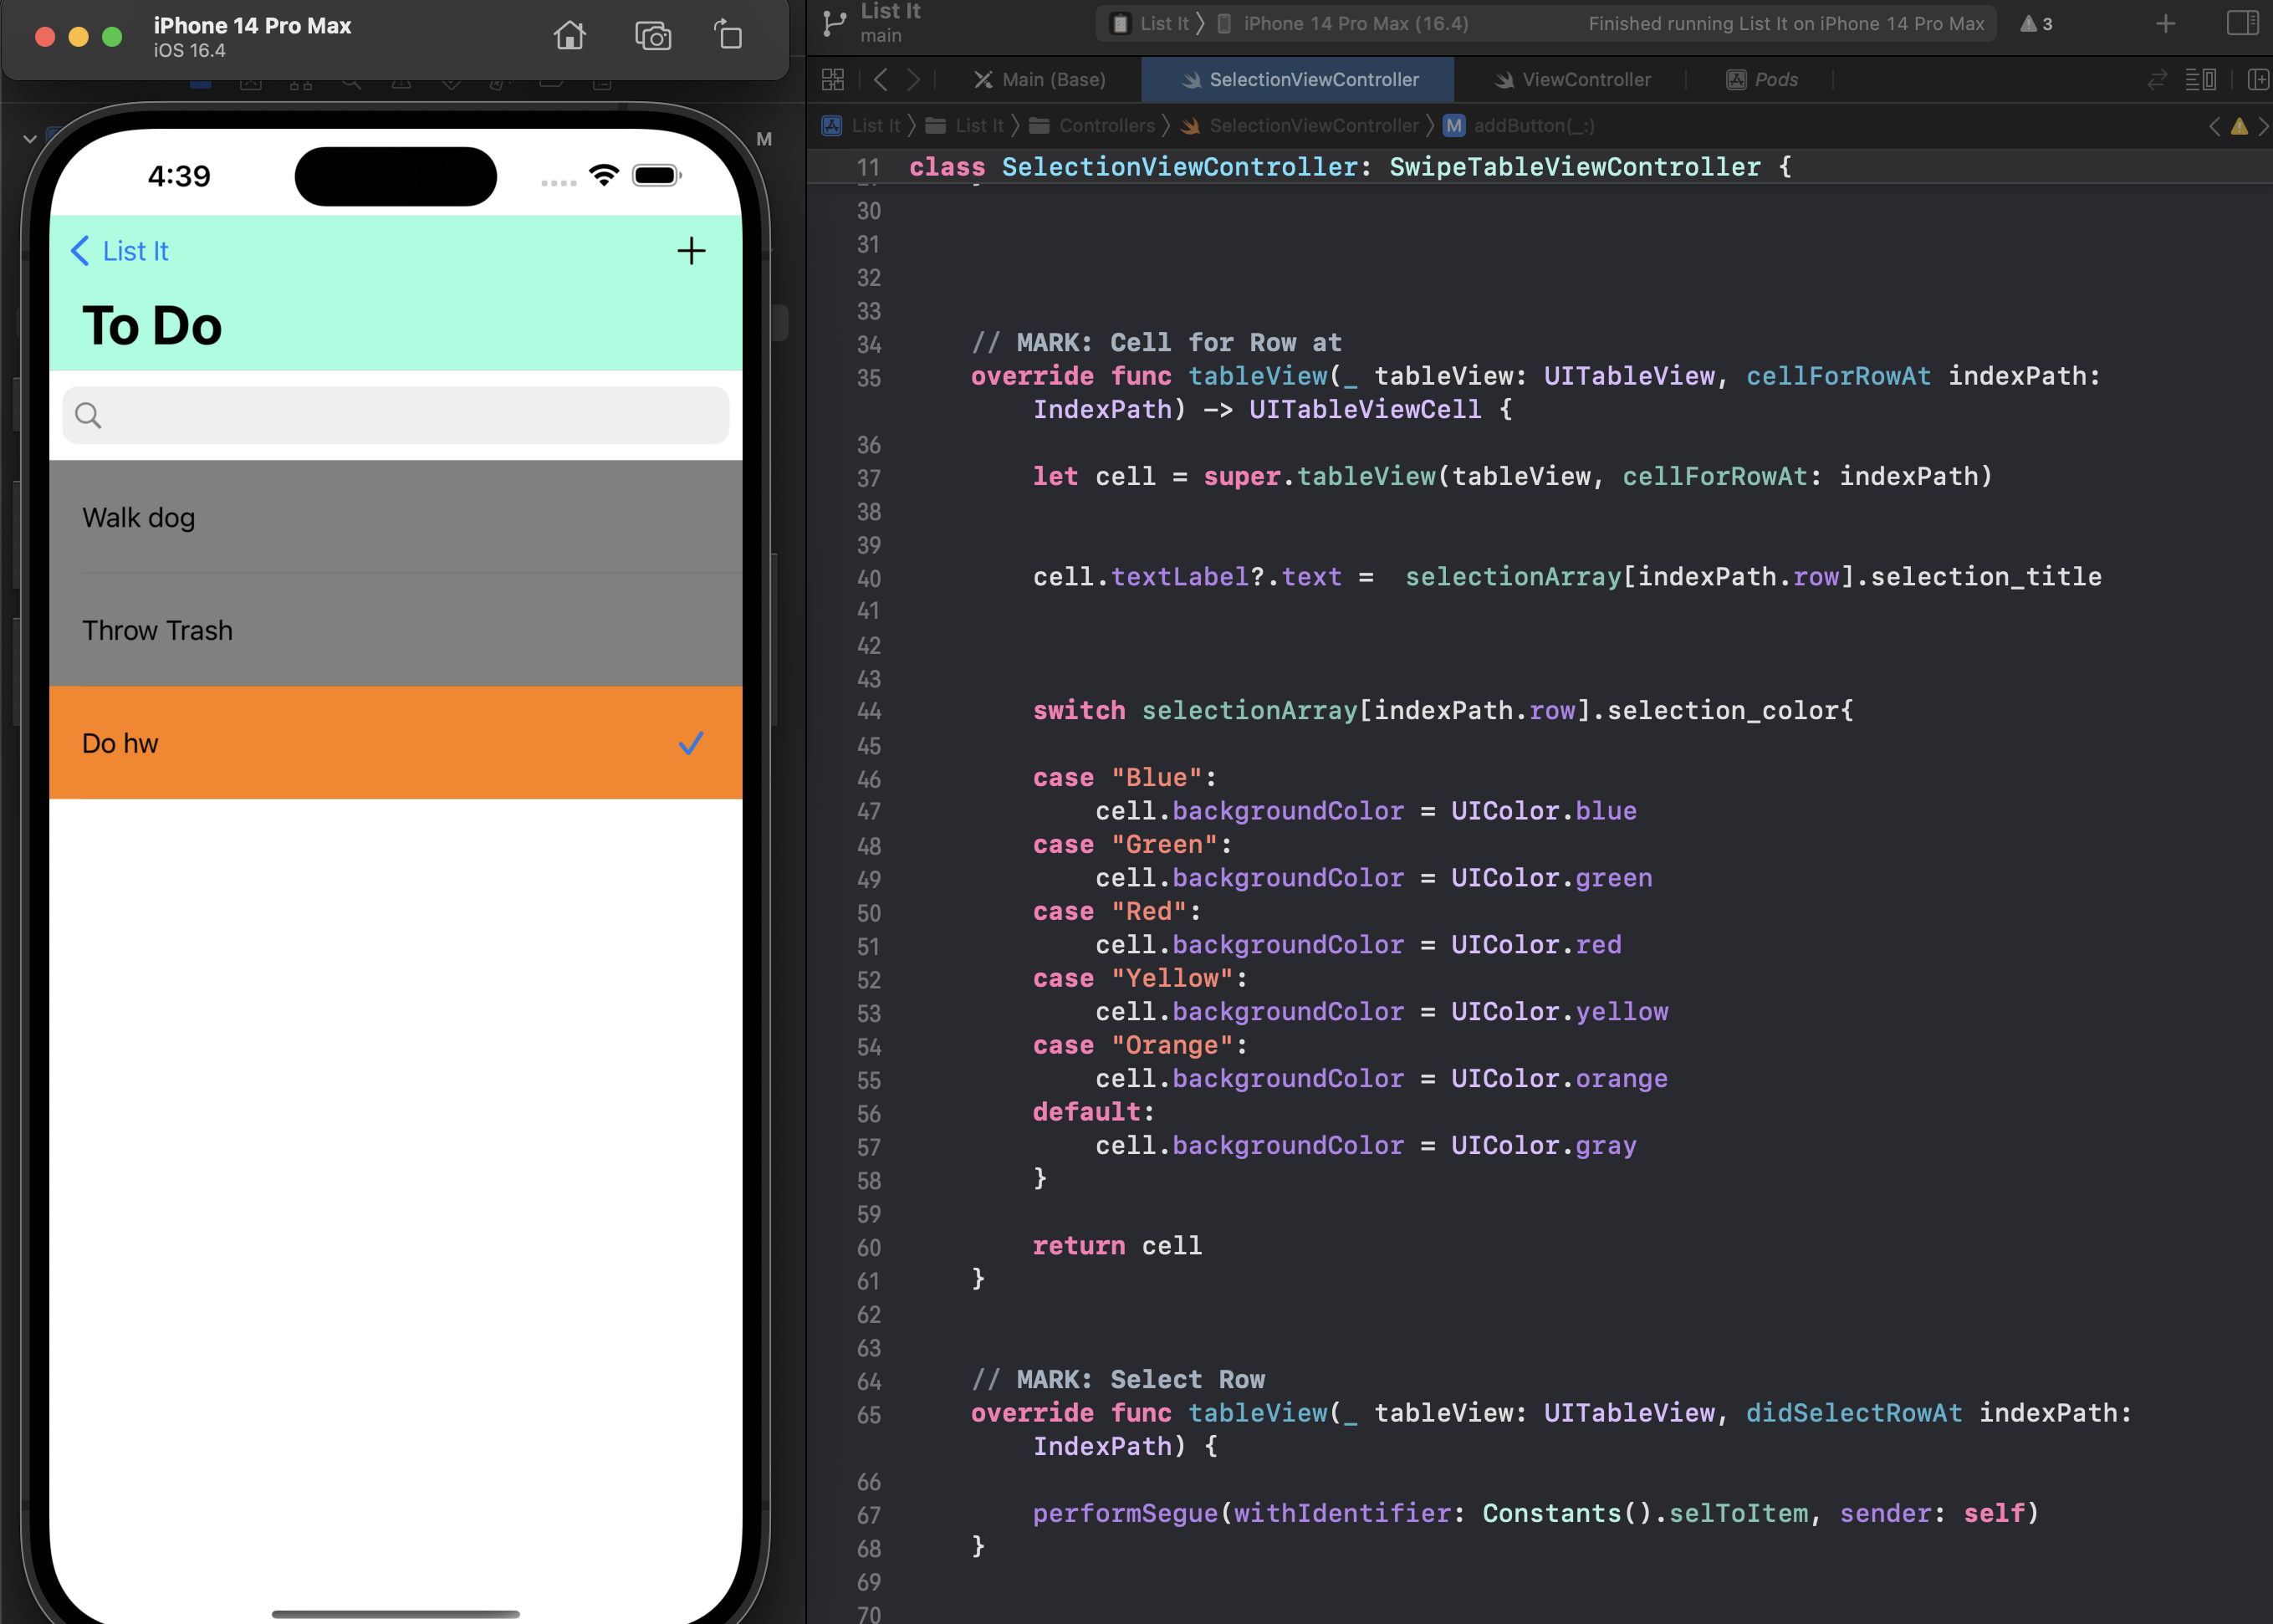 iPhone 14 Pro Max
iOS 16.4
M
4:39
List It
To Do
Walk dog
Throw Trash
Do hw
List It
main
List It
iPhone 14 Pro Max (16.4)
Finished running List It on iPhone 14 Pro Max
3
Main (Base)
SelectionViewController
ViewController
Pods
List It
List It
Controllers
SelectionViewController
M
addButton(_:)
11 class SelectionViewController: SwipeTableViewController {
30
31
32
33
34 // MARK: Cell for Row at
35 override func tableView(_ tableView: UITableView, cellForRowAt indexPath:
IndexPath) -> UITableViewCell {
36
37 let cell = super.tableView(tableView, cellForRowAt: indexPath)
38
39
40 cell.textLabel?.text =  selectionArray[indexPath.row].selection_title
41
42
43
44 switch selectionArray[indexPath.row].selection_color{
45
46 case "Blue":
47 cell.backgroundColor = UIColor.blue
48 case "Green":
49 cell.backgroundColor = UIColor.green
50 case "Red":
51 cell.backgroundColor = UIColor.red
52 case "Yellow":
53 cell.backgroundColor = UIColor.yellow
54 case "Orange":
55 cell.backgroundColor = UIColor.orange
56 default:
57 cell.backgroundColor = UIColor.gray
58 }
59
60 return cell
61 }
62
63
64 // MARK: Select Row
65 override func tableView(_ tableView: UITableView, didSelectRowAt indexPath:
IndexPath) {
66
67 performSegue(withIdentifier: Constants().selToItem, sender: self)
68 }
69
70